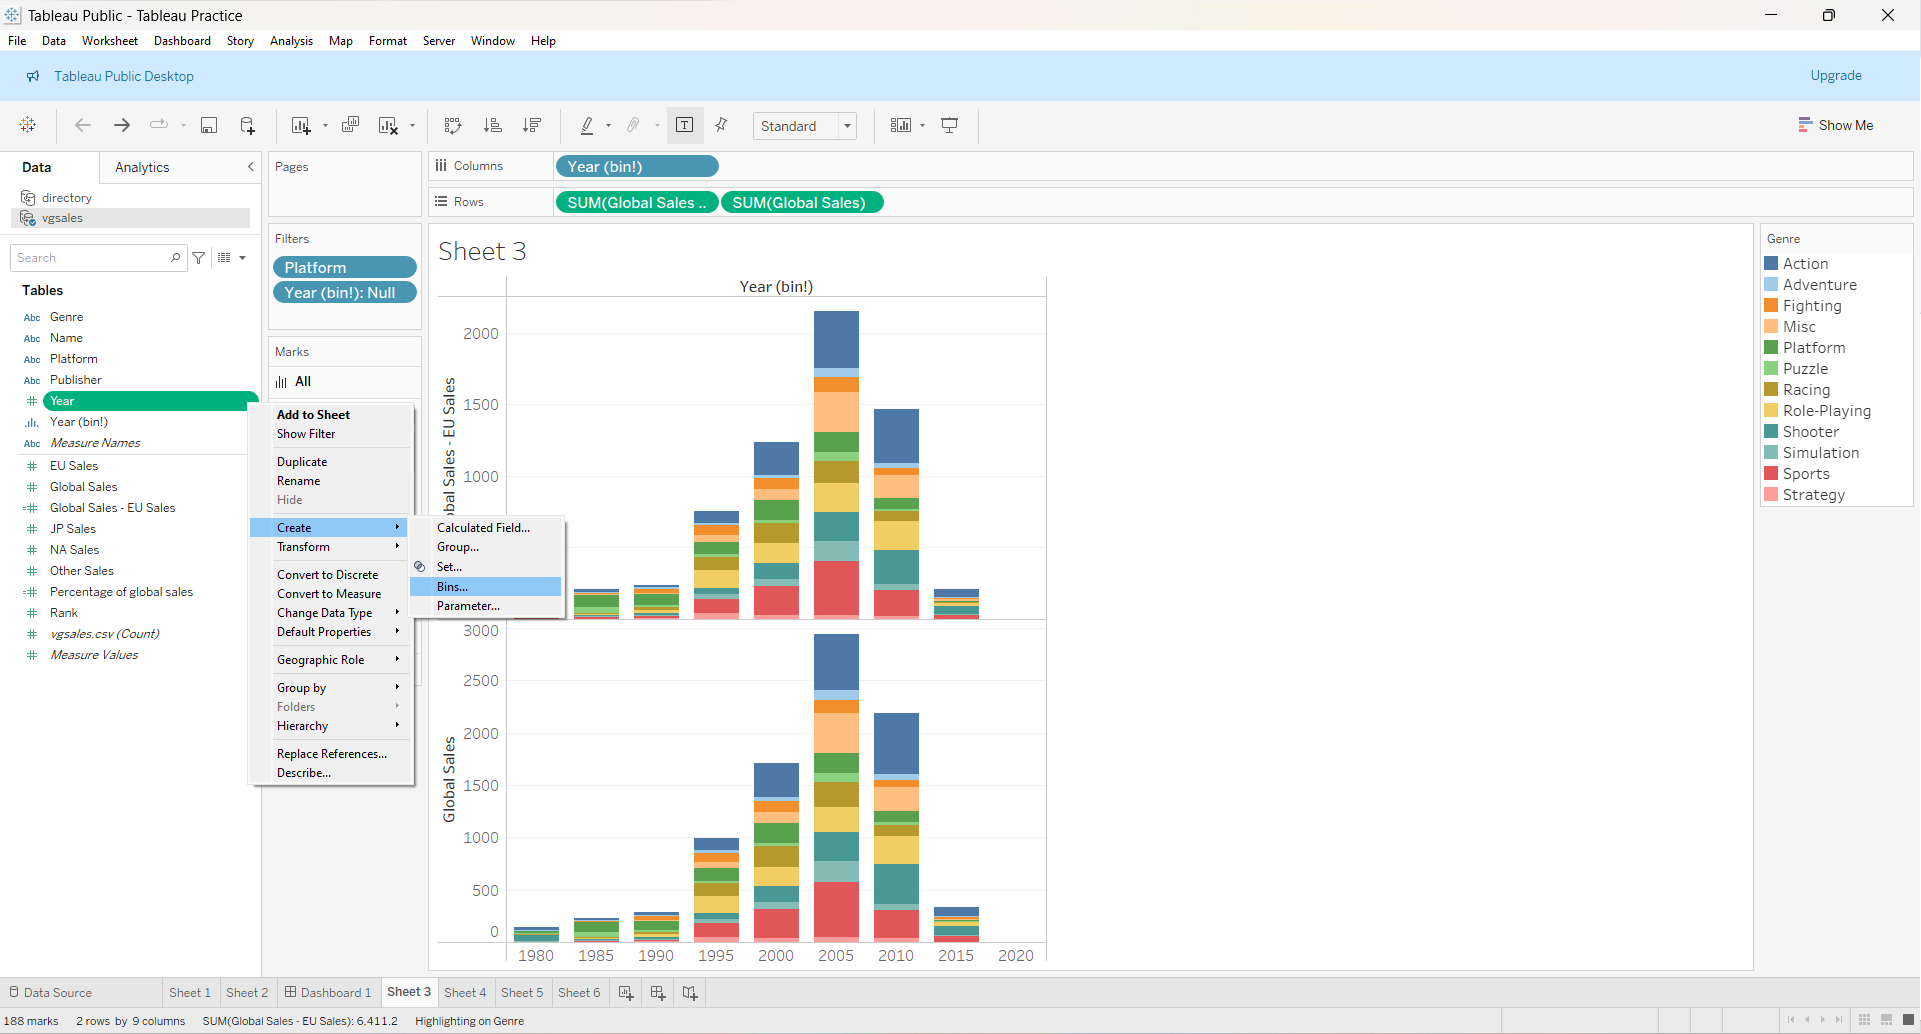 Tableau Public - Tableau Practice
File Data Worksheet Dashboard Story Analysis Map Format Server Window Help
Tableau Public Desktop
Upgrade
Standard
Show Me
Data
Analytics
directory
vgsales
Search
Tables
Abc Genre
Abc Name
Abc Platform
Abc Publisher
Year
Year (bin!)
Abc Measure Names
EU Sales
Global Sales
Global Sales - EU Sales
JP Sales
NA Sales
Other Sales
Percentage of global sales
Rank
vgsales.csv (Count)
Measure Values
Add to Sheet
Show Filter
Duplicate
Rename
Hide
Create
Transform
Convert to Discrete
Convert to Measure
Change Data Type
Default Properties
Geographic Role
Group by
Folders
Hierarchy
Replace References...
Describe...
Calculated Field...
Group...
Set...
Bins...
Parameter...
Pages
Filters
Platform
Year (bin!): Null
Marks
All
Columns
Year (bin!)
Rows
SUM(Global Sales ..
SUM(Global Sales)
Sheet 3
Year (bin!)
2000
1500
1000
bal Sales - EU Sales
3000
2500
2000
1500
1000
500
0
Global Sales
1980 1985 1990 1995 2000 2005 2010 2015 2020
Genre
Action
Adventure
Fighting
Misc
Platform
Puzzle
Racing
Role-Playing
Shooter
Simulation
Sports
Strategy
Data Source
Sheet 1
Sheet 2
Dashboard 1
Sheet 3
Sheet 4
Sheet 5
Sheet 6
188 marks
2 rows by 9 columns
SUM(Global Sales - EU Sales): 6,411.2
Highlighting on Genre